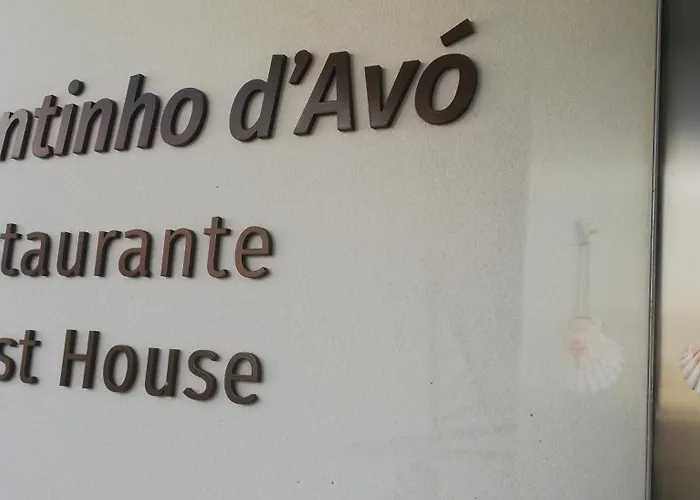 ntinho d'Avó
taurante
st House